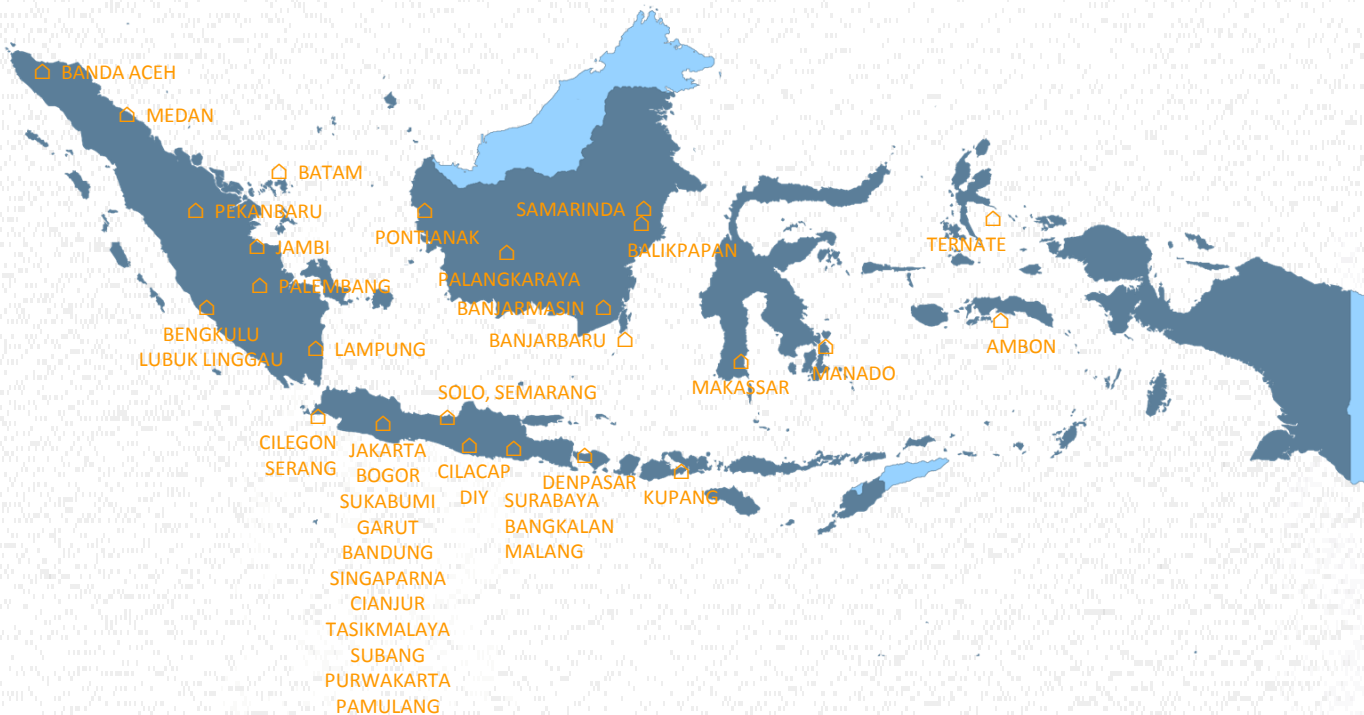 BANDA ACEH
MEDAN
BATAM
PEKANBARU
SAMARINDA
PONTIANAK
BALIKPAPAN
TERNATE
JAMBI
PALANGKARAYA
PALEMBANG
BANJARMASIN
BENGKULU
LUBUK LINGGAU
LAMPUNG
BANJARBARU
AMBON
MAKASSAR
MANADO
SOLO, SEMARANG
CILEGON
SERANG
JAKARTA
BOGOR
SUKABUMI
GARUT
BANDUNG
SINGAPARNA
CIANJUR
TASIKMALAYA
SUBANG
PURWAKARTA
PAMULANG
CILACAP
DIY
SURABAYA
BANGKALAN
MALANG
DENPASAR
KUPANG